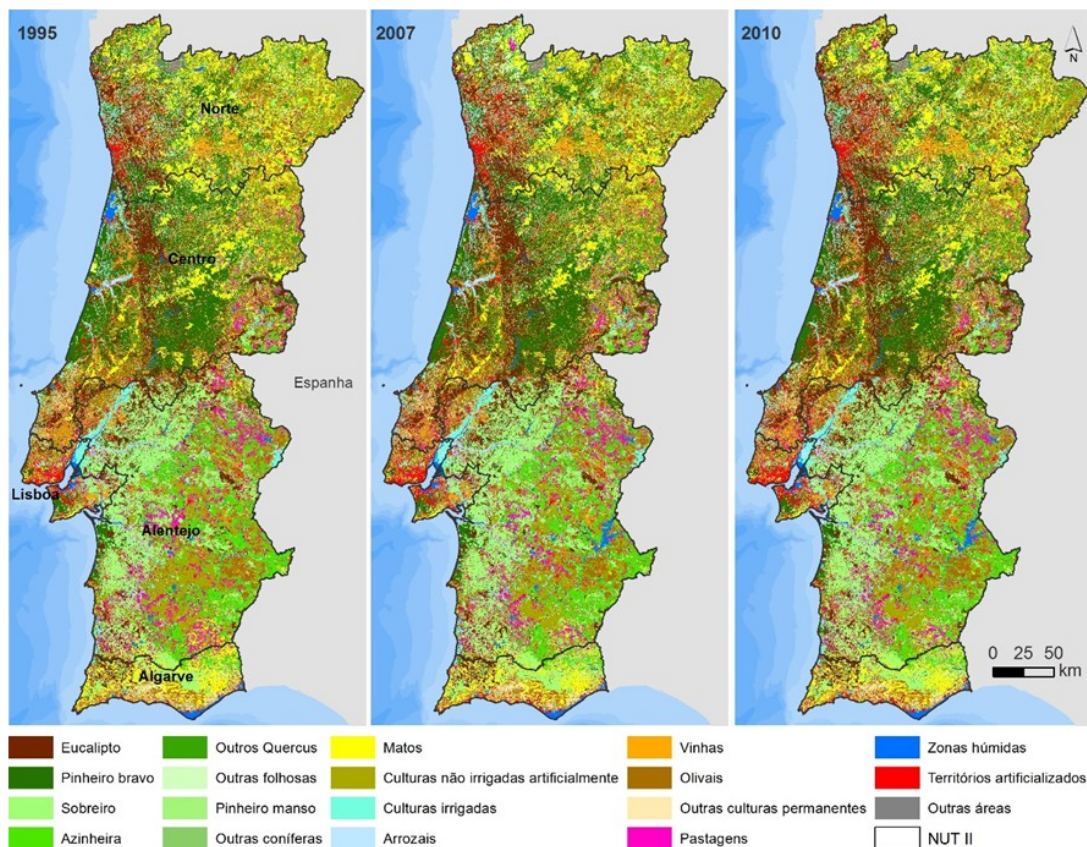 1995
2007
2010
N
Norte
Centro
Espanha
Lisboa
Alentejo
Algarve
0 25 50
km
Eucalipto
Outros Quercus
Matos
Vinhas
Zonas húmidas
Pinheiro bravo
Outras folhosas
Culturas não irrigadas artificialmente
Olivais
Territórios artificializados
Sobreiro
Pinheiro manso
Culturas irrigadas
Outras culturas permanentes
Outras áreas
Azinheira
Outras coníferas
Arrozais
Pastagens
NUT II